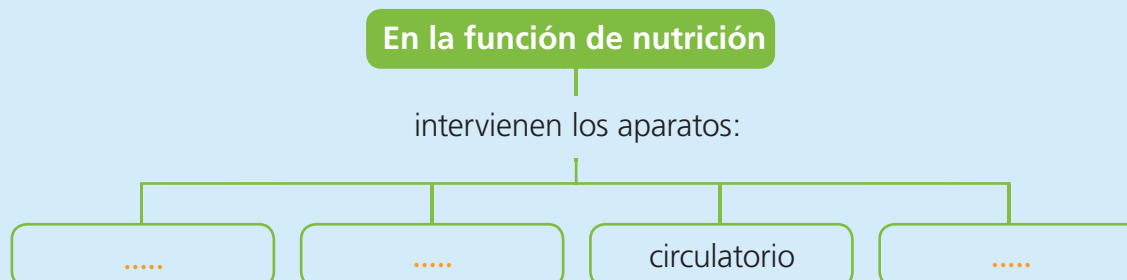 En la función de nutrición
intervienen los aparatos:
..... ..... circulatorio .....